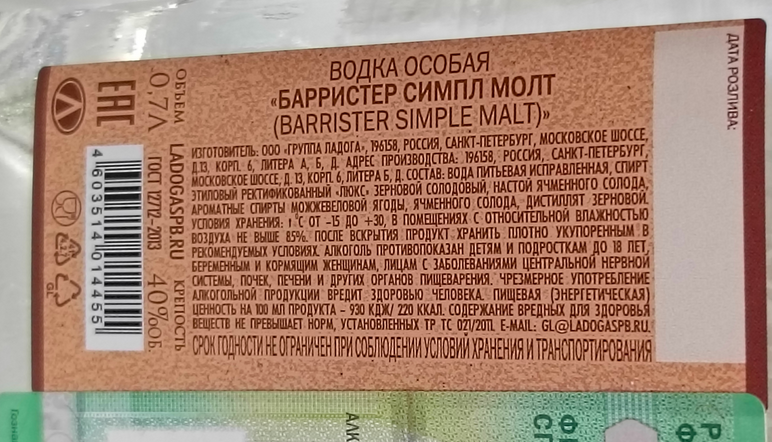 ВОДКА ОСОБАЯ
«БАРРИСТЕР СИМПЛ МОЛТ
(BARRISTER SIMPLE MALT)»
ИЗГОТОВИТЕЛЬ: ООО «ГРУППА ЛАДОГА», 196158, РОССИЯ, САНКТ-ПЕТЕРБУРГ, МОСКОВСКОЕ ШОССЕ,
Д.13, КОРП. 6, ЛИТЕРА А, Б, Д. АДРЕС ПРОИЗВОДСТВА: 196158, РОССИЯ, САНКТ-ПЕТЕРБУРГ,
МОСКОВСКОЕ ШОССЕ, Д. 13, КОРП. 6, ЛИТЕРА Б, Д. СОСТАВ: ВОДА ПИТЬЕВАЯ ИСПРАВЛЕННАЯ, СПИРТ
ЭТИЛОВЫЙ РЕКТИФИКОВАННЫЙ «ЛЮКС» ЗЕРНОВОЙ СОЛОДОВЫЙ, НАСТОЙ ЯЧМЕННОГО СОЛОДА,
АРОМАТНЫЕ СПИРТЫ МОЖЖЕВЕЛОВОЙ ЯГОДЫ, ЯЧМЕННОГО СОЛОДА, ДИСТИЛЛЯТ ЗЕРНОВОЙ.
УСЛОВИЯ ХРАНЕНИЯ: t °С ОТ -15 ДО +30, В ПОМЕЩЕНИЯХ С ОТНОСИТЕЛЬНОЙ ВЛАЖНОСТЬЮ
ВОЗДУХА НЕ ВЫШЕ 85%. ПОСЛЕ ВСКРЫТИЯ ПРОДУКТ ХРАНИТЬ ПЛОТНО УКУПОРЕННЫМ В
РЕКОМЕНДУЕМЫХ УСЛОВИЯХ. АЛКОГОЛЬ ПРОТИВОПОКАЗАН ДЕТЯМ И ПОДРОСТКАМ ДО 18 ЛЕТ,
БЕРЕМЕННЫМ И КОРМЯЩИМ ЖЕНЩИНАМ, ЛИЦАМ С ЗАБОЛЕВАНИЯМИ ЦЕНТРАЛЬНОЙ НЕРВНОЙ
СИСТЕМЫ, ПОЧЕК, ПЕЧЕНИ И ДРУГИХ ОРГАНОВ ПИЩЕВАРЕНИЯ. ЧРЕЗМЕРНОЕ УПОТРЕБЛЕНИЕ
АЛКОГОЛЬНОЙ ПРОДУКЦИИ ВРЕДИТ ЗДОРОВЬЮ ЧЕЛОВЕКА. ПИЩЕВАЯ (ЭНЕРГЕТИЧЕСКАЯ)
ЦЕННОСТЬ НА 100 МЛ ПРОДУКТА – 930 КДЖ/ 220 ККАЛ. СОДЕРЖАНИЕ ВРЕДНЫХ ДЛЯ ЗДОРОВЬЯ
ВЕЩЕСТВ НЕ ПРЕВЫШАЕТ НОРМ, УСТАНОВЛЕННЫХ ТР ТС 021/2011. E-MAIL: GL@LADOGASPB.RU.
СРОК ГОДНОСТИ НЕ ОГРАНИЧЕН ПРИ СОБЛЮДЕНИИ УСЛОВИЙ ХРАНЕНИЯ И ТРАНСПОРТИРОВАНИЯ
ДАТА РОЗЛИВА:
ОБЪЕМ
0,7Л
LADOGASPB.RU
ГОСТ 12712-2013
КРЕПОСТЬ
40%ОБ.
EAC
4 603514 014455
GL
АЛК